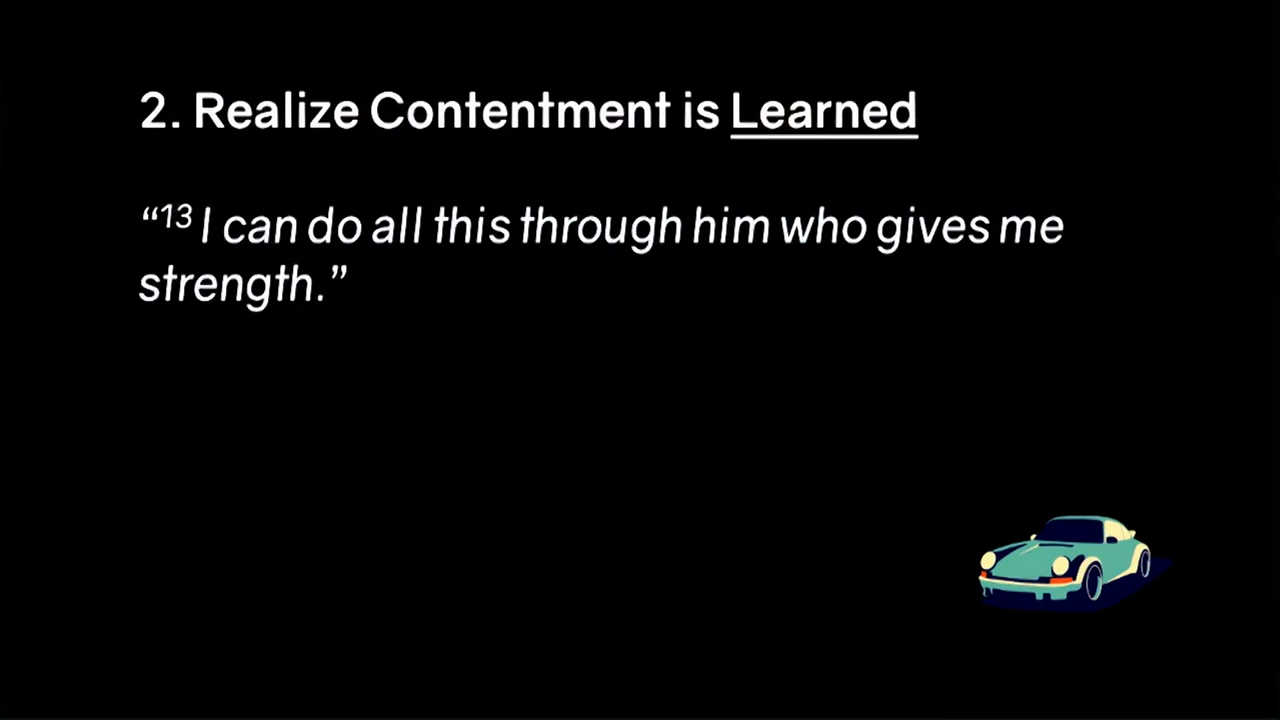 2. Realize Contentment is Learned
“¹³ I can do all this through him who gives me
strength.”